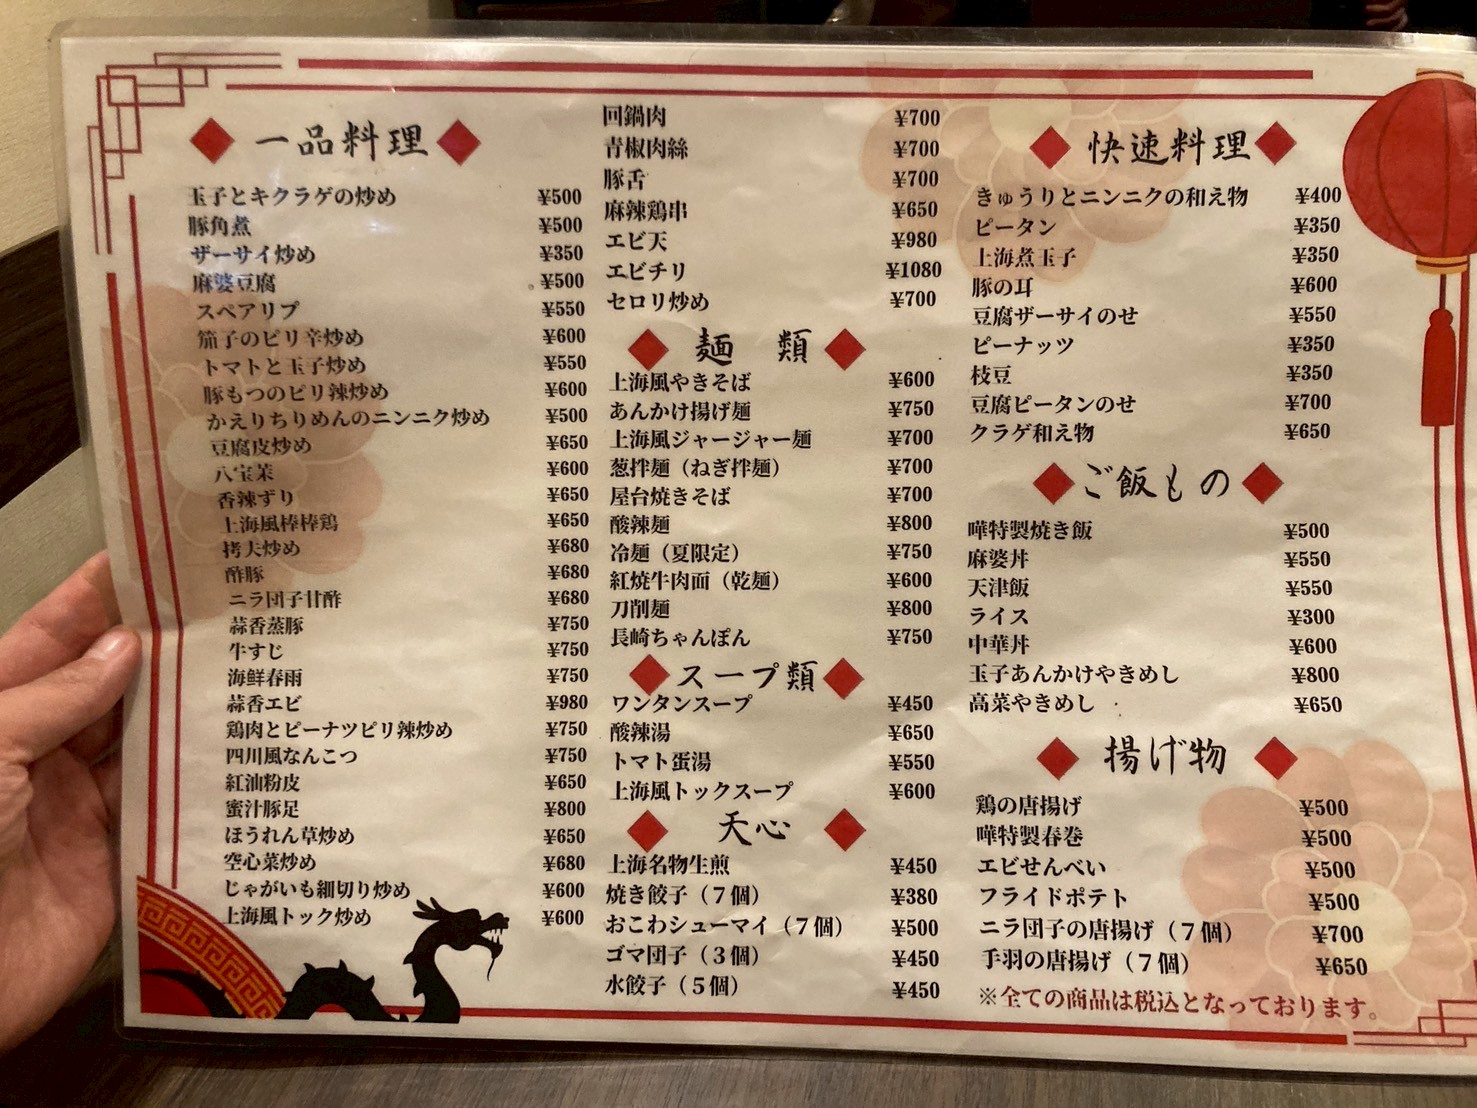 一品料理
玉子とキクラゲの炒め ¥500
豚角煮 ¥500
ザーサイ炒め ¥350
麻婆豆腐 ¥500
スペアリブ ¥550
茄子のピリ辛炒め ¥600
トマトと玉子炒め ¥550
豚もつのピリ辣炒め ¥600
かえりちりめんのニンニク炒め ¥500
豆腐皮炒め ¥650
八宝菜 ¥600
香辣ずり ¥650
上海風棒棒鶏 ¥650
拷大炒め ¥680
酢豚 ¥680
ニラ団子甘酢 ¥680
蒜香蒸豚 ¥750
牛すじ ¥750
海鮮春雨 ¥750
蒜香エビ ¥980
鶏肉とピーナツピリ辣炒め ¥750
四川風なんこつ ¥750
紅油粉皮 ¥650
蜜汁豚足 ¥800
ほうれん草炒め ¥650
空心菜炒め ¥680
じゃがいも細切り炒め ¥600
上海風トック炒め ¥600
回鍋肉 ¥700
青椒肉絲 ¥700
豚舌 ¥700
麻辣鶏串 ¥650
エビ天 ¥980
エビチリ ¥1080
セロリ炒め ¥700
麺 類
上海風やきそば ¥600
あんかけ揚げ麺 ¥750
上海風ジャージャー麺 ¥700
葱拌麺（ねぎ拌麺） ¥700
屋台焼きそば ¥700
酸辣麺 ¥800
冷麺（夏限定） ¥750
紅焼牛肉面（乾麺） ¥600
刀削麺 ¥800
長崎ちゃんぽん ¥750
スープ類
ワンタンスープ ¥450
酸辣湯 ¥650
トマト蛋湯 ¥550
上海風トックスープ ¥600
天心
上海名物生煎 ¥450
焼き餃子（７個） ¥380
おこわシューマイ（７個） ¥500
ゴマ団子（３個） ¥450
水餃子（５個） ¥450
快速料理
きゅうりとニンニクの和え物 ¥400
ピータン ¥350
上海煮玉子 ¥350
豚の耳 ¥600
豆腐ザーサイのせ ¥550
ピーナッツ ¥350
枝豆 ¥350
豆腐ピータンのせ ¥700
クラゲ和え物 ¥650
ご飯もの
嘩特製焼き飯 ¥500
麻婆丼 ¥550
天津飯 ¥550
ライス ¥300
中華丼 ¥600
玉子あんかけやきめし ¥800
高菜やきめし ¥650
揚げ物
鶏の唐揚げ ¥500
嘩特製春巻 ¥500
エビせんべい ¥500
フライドポテト ¥500
ニラ団子の唐揚げ（７個） ¥700
手羽の唐揚げ（７個） ¥650
※全ての商品は税込となっております。